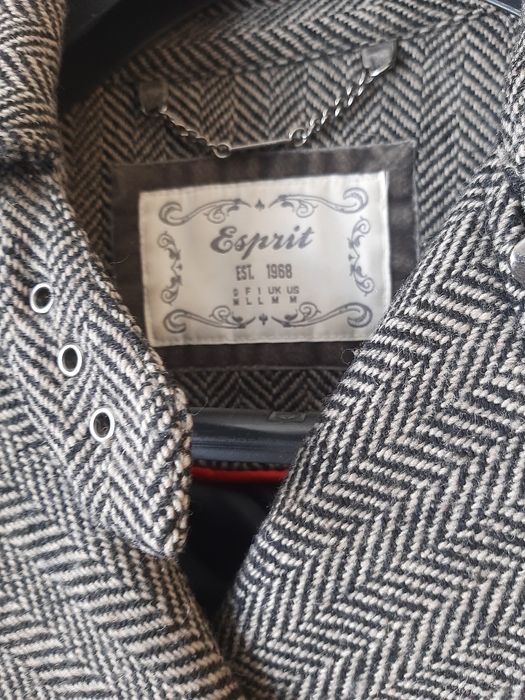 Esprit
EST. 1968
D F I UK US
M L L M M